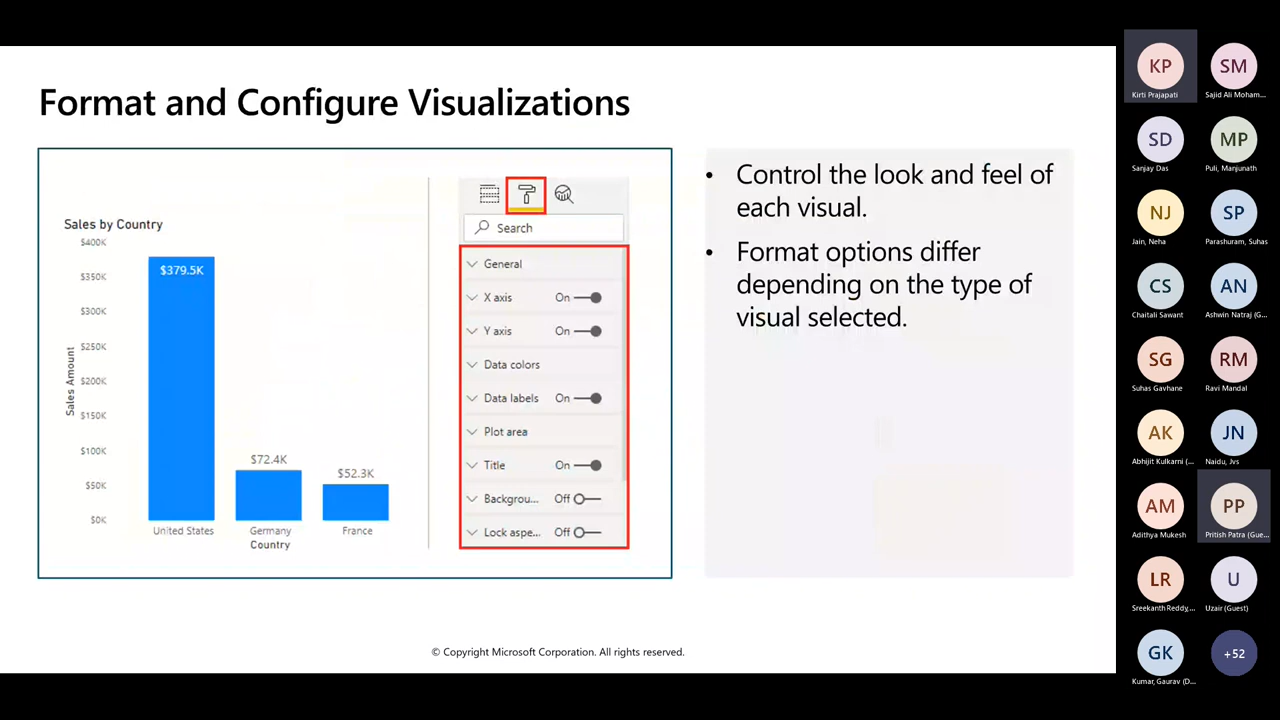 Format and Configure Visualizations
Sales by Country
$400K
$350K
$300K
$250K
$200K
$150K
$100K
$50K
$0K
Sales Amount
$379.5K
$72.4K
$52.3K
United States
Germany
France
Country
Search
General
X axis On
Y axis On
Data colors
Data labels On
Plot area
Title On
Backgrou... Off
Lock aspe... Off
• Control the look and feel of
each visual.
• Format options differ
depending on the type of
visual selected.
© Copyright Microsoft Corporation. All rights reserved.
KP
Kirti Prajapati
SM
Sajid Ali Moham...
SD
Sanjay Das
MP
Puli, Manjunath
NJ
Jain, Neha
SP
Parashuram, Suhas
CS
Chaitali Sawant
AN
Ashwin Natraj (G...
SG
Suhas Gavhane
RM
Ravi Mandal
AK
Abhijit Kulkarni (...
JN
Naidu, Jvs
AM
Adithya Mukesh
PP
Pritish Patra (Gue...
LR
Sreekanth Reddy,...
U
Uzair (Guest)
GK
Kumar, Gaurav (D...
+52